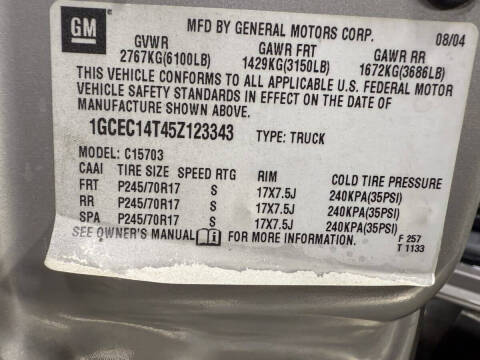 GM
MFD BY GENERAL MOTORS CORP. 08/04
GVWR GAWR FRT GAWR RR
2767KG(6100LB) 1429KG(3150LB) 1672KG(3686LB)
THIS VEHICLE CONFORMS TO ALL APPLICABLE U.S. FEDERAL MOTOR
VEHICLE SAFETY STANDARDS IN EFFECT ON THE DATE OF
MANUFACTURE SHOWN ABOVE.
1GCEC14T45Z123343 TYPE: TRUCK
MODEL: C15703
CAAI TIRE SIZE SPEED RTG RIM COLD TIRE PRESSURE
FRT P245/70R17 S 17X7.5J 240KPA(35PSI)
RR P245/70R17 S 17X7.5J 240KPA(35PSI)
SPA P245/70R17 S 17X7.5J 240KPA(35PSI)
SEE OWNER'S MANUAL i FOR MORE INFORMATION. F 257
T 1133